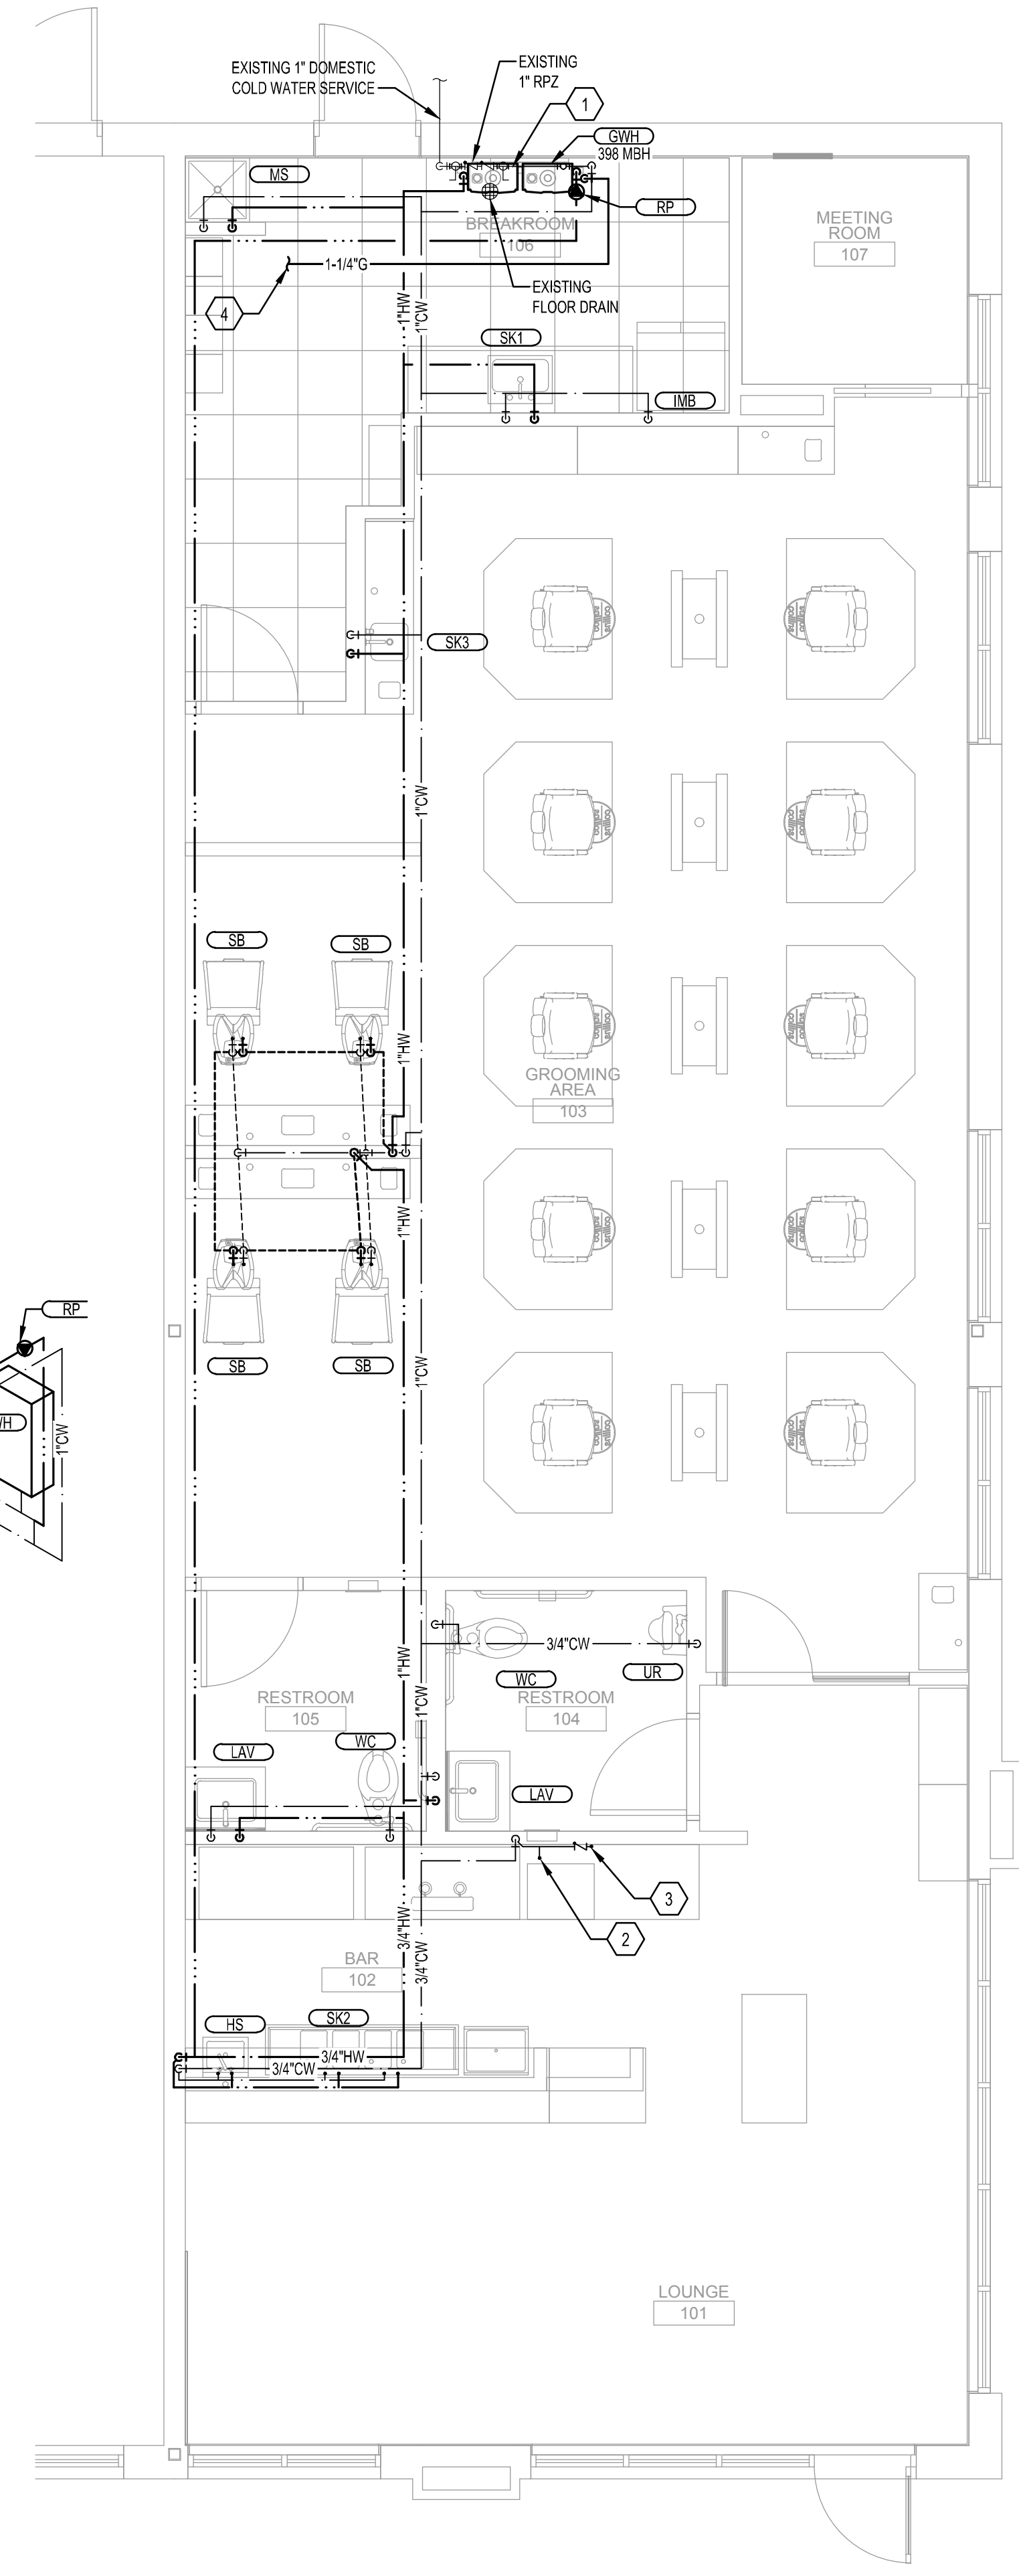 EXISTING 1" DOMESTIC
COLD WATER SERVICE
EXISTING
1" RPZ
1
GWH
398 MBH
MS
RP
BREAKROOM
106
MEETING
ROOM
107
1-1/4"G
4
EXISTING
FLOOR DRAIN
1"HW
1"CW
SK1
IMB
SK3
1"CW
SB
SB
1"HW
GROOMING
AREA
103
1"HW
RP
SB
SB
1"CW
1"CW
1"HW
3/4"CW
WC
UR
RESTROOM
105
RESTROOM
104
1"CW
WC
LAV
LAV
3
2
3/4"HW
3/4"CW
BAR
102
HS
SK2
3/4"HW
3/4"CW
LOUNGE
101